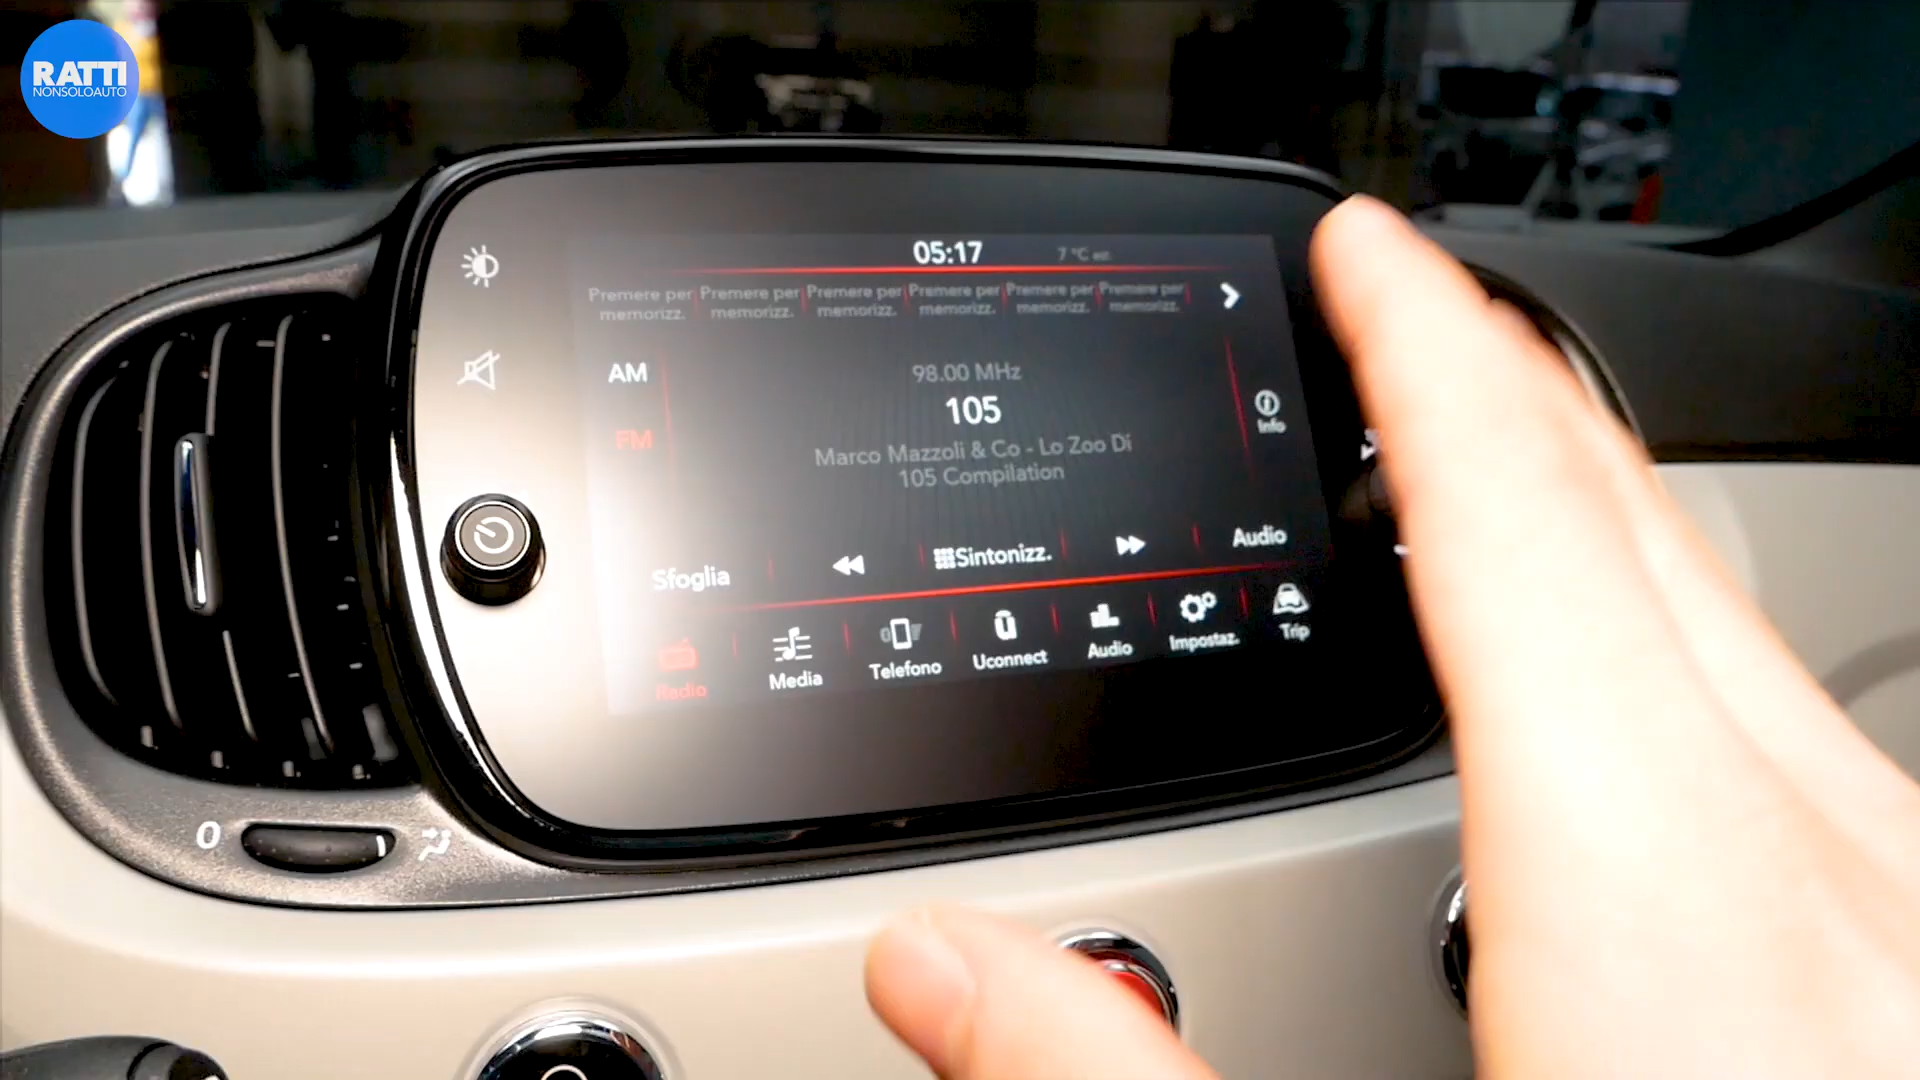 RATTI
NONSOLOAUTO
05:17
7 °C est.
Premere per Premere per Premere per Premere per Premere per Premere per
memorizz. memorizz. memorizz. memorizz. memorizz. memorizz.
AM
98.00 MHz
105
Info
FM
Marco Mazzoli & Co - Lo Zoo Di
105 Compilation
Sfoglia
Sintonizz.
Audio
Radio
Media
Telefono
Uconnect
Audio
Impostaz.
Trip
0